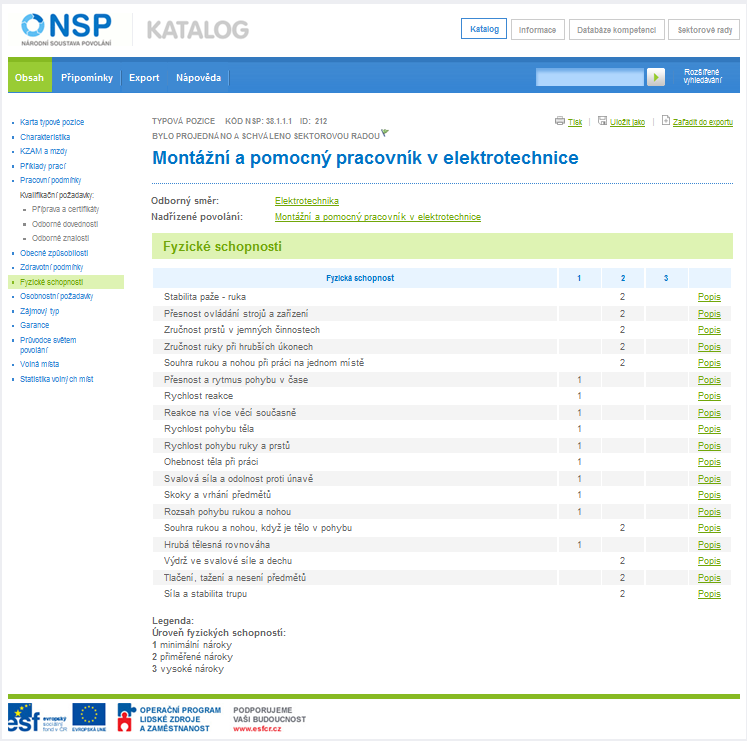 NSP
NÁRODNÍ SOUSTAVA POVOLÁNÍ
KATALOG
Katalog
Informace
Databáze kompetencí
Sektorové rady
Obsah
Připomínky
Export
Nápověda
Rozšířené
vyhledávání
Karta typové pozice
Charakteristika
KZAM a mzdy
Příklady prací
Pracovní podmínky
Kvalifikační požadavky:
Příprava a certifikáty
Odborné dovednosti
Odborné znalosti
Obecné způsobilosti
Zdravotní podmínky
Fyzické schopnosti
Osobnostní požadavky
Zájmový typ
Garance
Průvodce světem
povolání
Volná místa
Statistika volných míst
TYPOVÁ POZICE KÓD NSP: 38.1.1.1 ID: 212
Tisk | Uložit jako | Zařadit do exportu
BYLO PROJEDNÁNO A SCHVÁLENO SEKTOROVOU RADOU
Montážní a pomocný pracovník v elektrotechnice
Odborný směr: Elektrotechnika
Nadřízené povolání: Montážní a pomocný pracovník v elektrotechnice
Fyzické schopnosti
Fyzická schopnost 1 2 3
Stabilita paže - ruka 2 Popis
Přesnost ovládání strojů a zařízení 2 Popis
Zručnost prstů v jemných činnostech 2 Popis
Zručnost ruky při hrubších úkonech 2 Popis
Souhra rukou a nohou při práci na jednom místě 2 Popis
Přesnost a rytmus pohybu v čase 1 Popis
Rychlost reakce 1 Popis
Reakce na více věcí současně 1 Popis
Rychlost pohybu těla 1 Popis
Rychlost pohybu ruky a prstů 1 Popis
Ohebnost těla při práci 1 Popis
Svalová síla a odolnost proti únavě 1 Popis
Skoky a vrhání předmětů 1 Popis
Rozsah pohybu rukou a nohou 1 Popis
Souhra rukou a nohou, když je tělo v pohybu 2 Popis
Hrubá tělesná rovnováha 1 Popis
Výdrž ve svalové síle a dechu 2 Popis
Tlačení, tažení a nesení předmětů 2 Popis
Síla a stabilita trupu 2 Popis
Legenda:
Úroveň fyzických schopností:
1 minimální nároky
2 přiměřené nároky
3 vysoké nároky
esf
evropský
sociální
fond v ČR
EVROPSKÁ UNIE
OPERAČNÍ PROGRAM
LIDSKÉ ZDROJE
A ZAMĚSTNANOST
PODPORUJEME
VAŠI BUDOUCNOST
www.esfcr.cz